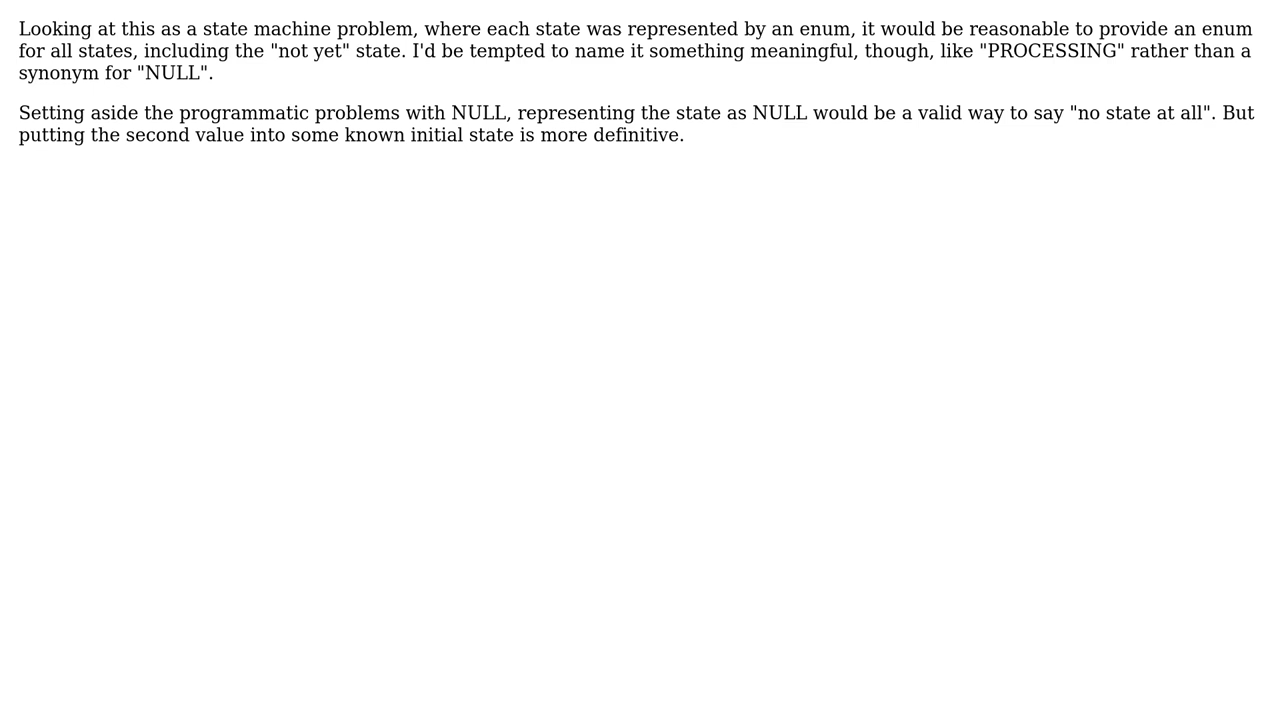 Looking at this as a state machine problem, where each state was represented by an enum, it would be reasonable to provide an enum
for all states, including the "not yet" state. I'd be tempted to name it something meaningful, though, like "PROCESSING" rather than a
synonym for "NULL".
Setting aside the programmatic problems with NULL, representing the state as NULL would be a valid way to say "no state at all". But
putting the second value into some known initial state is more definitive.